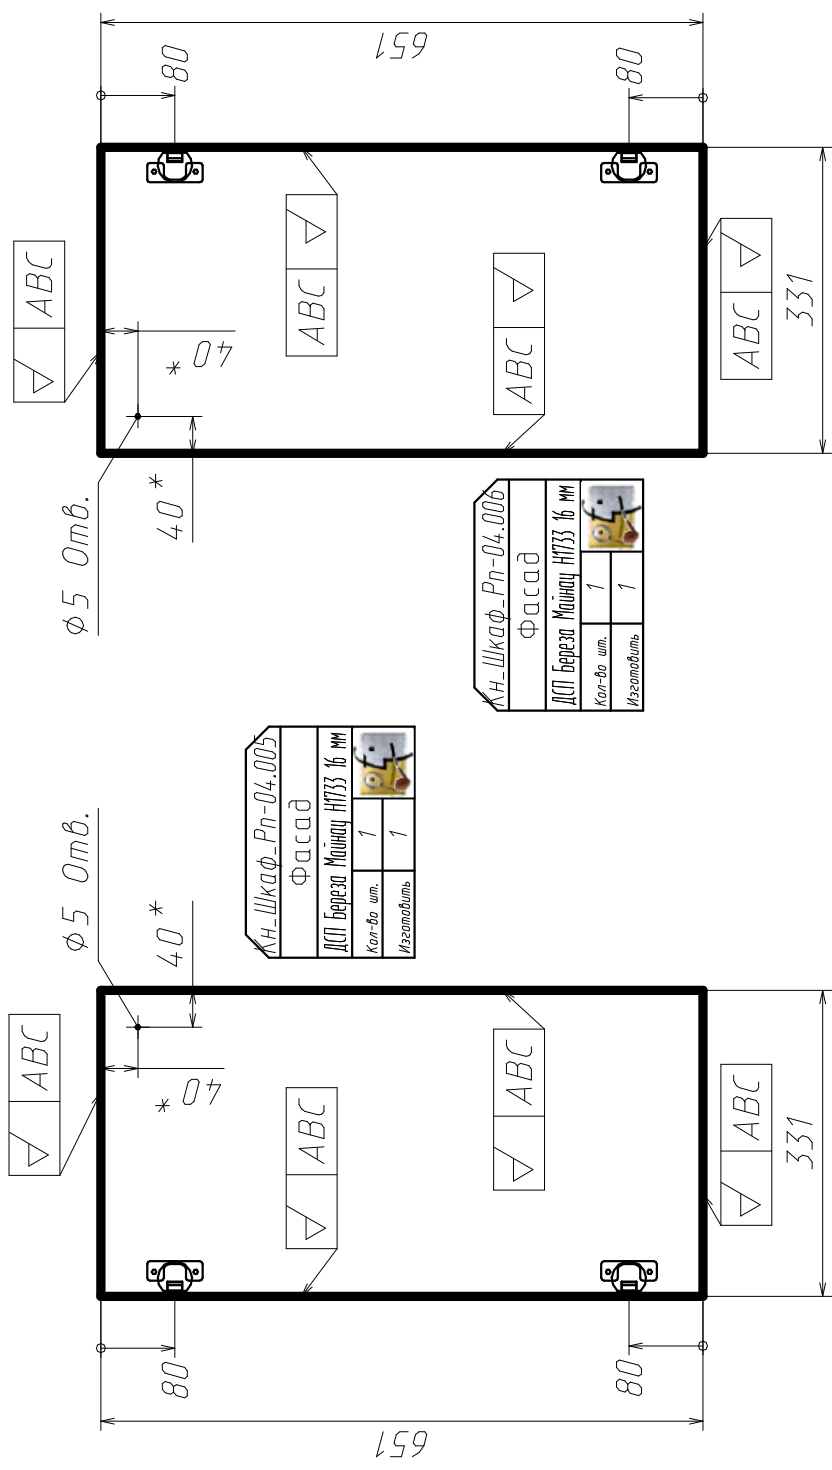 651
80
80
ABC
ABC
ABC
ABC
331
40*
40*
ϕ5 Отв.
Кн_Шкаф_Рп-04.006
Фасад
ДСП Береза Майнау H1733 16 мм
Кол-во шт. 1
Изготовить 1
Кн_Шкаф_Рп-04.005
Фасад
ДСП Береза Майнау H1733 16 мм
Кол-во шт. 1
Изготовить 1
ϕ5 Отв.
40*
40*
ABC
ABC
ABC
ABC
331
80
80
651